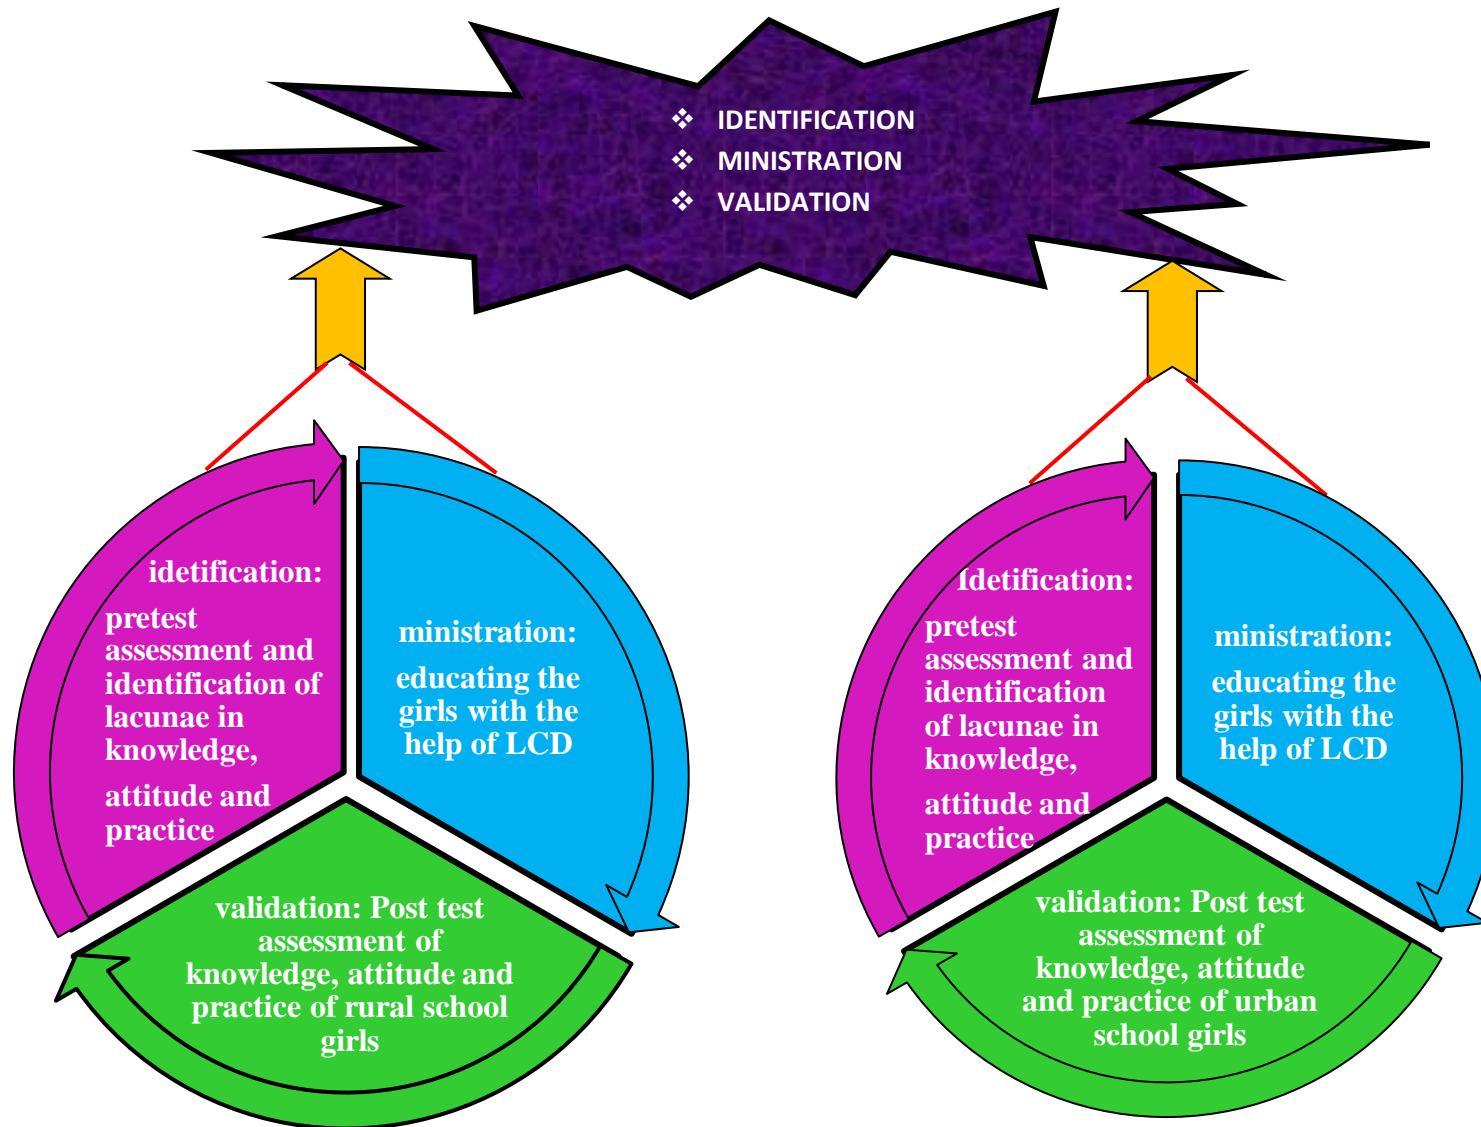 ❖ IDENTIFICATION
❖ MINISTRATION
❖ VALIDATION
idetification:
pretest
assessment and
identification of
lacunae in
knowledge,
attitude and
practice
ministration:
educating the
girls with the
help of LCD
validation: Post test
assessment of
knowledge, attitude and
practice of rural school
girls
Idetification:
pretest
assessment and
identification
of lacunae in
knowledge,
attitude and
practice
ministration:
educating the
girls with the
help of LCD
validation: Post test
assessment of
knowledge, attitude
and practice of urban
school girls